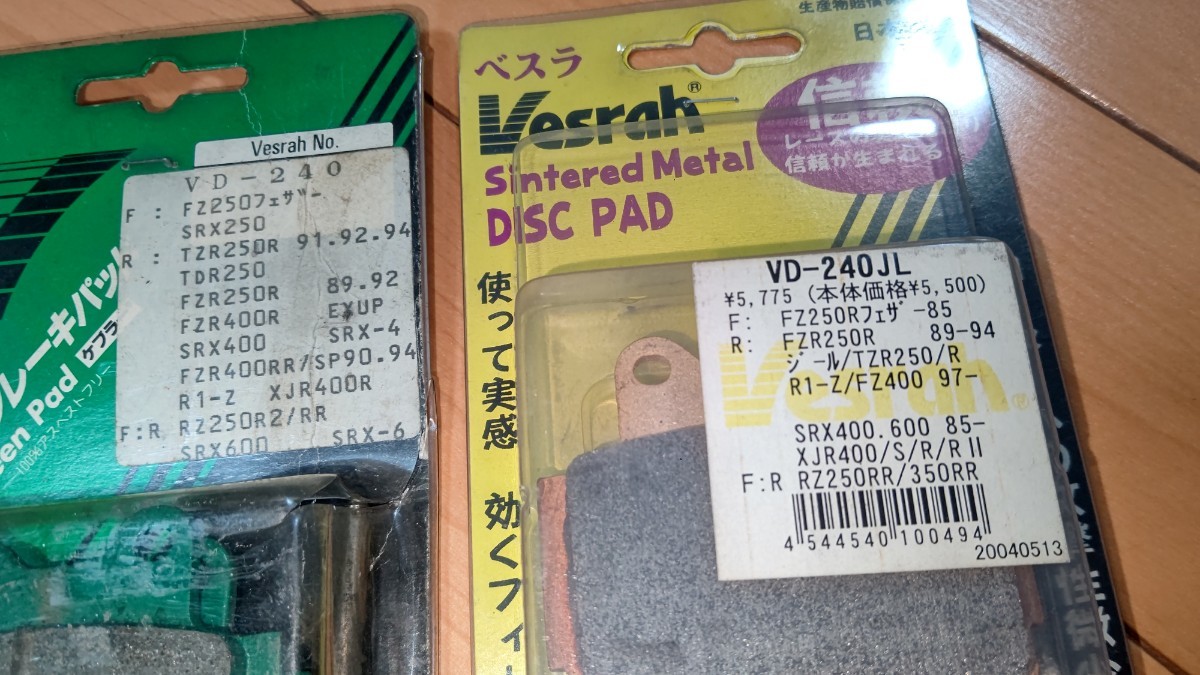 Vesrah No.
VD-240
F : FZ250フェザー
SRX250
R : TZR250R 91.92.94
TDR250
FZR250R 89.92
FZR400R EXUP
SRX400 SRX-4
FZR400RR/SP90.94
R1-Z XJR400R
F:R RZ250R2/RR
SRX600 SRX-6
レーキパッ
ケブラー
en Pad
100%アスベストフリー
ベスラ
Vesrah®
Sintered Metal
DISC PAD
生産物賠償
日本
信
レース
信頼が生まれる
使って実感 効くフィ
VD-240JL
¥5,775 (本体価格¥5,500)
F: FZ250Rフェザ-85
R: FZR250R 89-94
ジール/TZR250/R
R1-Z/FZ400 97-
SRX400.600 85-
XJR400/S/R/RII
F:R RZ250RR/350RR
4 544540 100494
20040513
Vesrah®